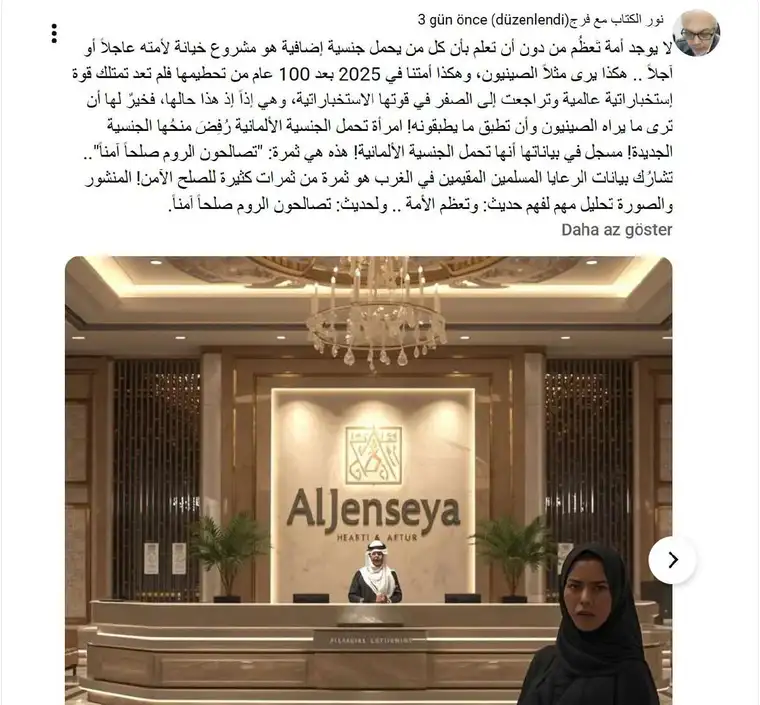 نور الكتاب مع فرج 3 gün önce (düzenlendi)
لا يوجد أمة تَعظُم من دون أن تعلم بأن كل من يحمل جنسية إضافية هو مشروع خيانة لأمته عاجلاً أو
آجلاً .. هكذا يرى مثلاً الصينيون، وهكذا أمتنا في 2025 بعد 100 عام من تحطيمها فلم تعد تمتلك قوة
إستخباراتية عالمية وتراجعت إلى الصفر في قوتها الاستخباراتية، وهي إذاً إذ هذا حالها، فخيرٌ لها أن
ترى ما يراه الصينيون وأن تطبق ما يطبقونه! امرأة تحمل الجنسية الألمانية رُفِضَ منحُها الجنسية
الجديدة! مسجل في بياناتها أنها تحمل الجنسية الألمانية! هذه هي ثمرة: "تصالحون الروم صلحاً آمناً"..
تشارُك بيانات الرعايا المسلمين المقيمين في الغرب هو ثمرة من ثمرات كثيرة للصلح الآمن! المنشور
والصورة تحليل مهم لفهم حديث: وتعظم الأمة .. ولحديث: تصالحون الروم صلحاً آمناً.
Daha az göster
AlJenseya
HEARTI & AFTUR